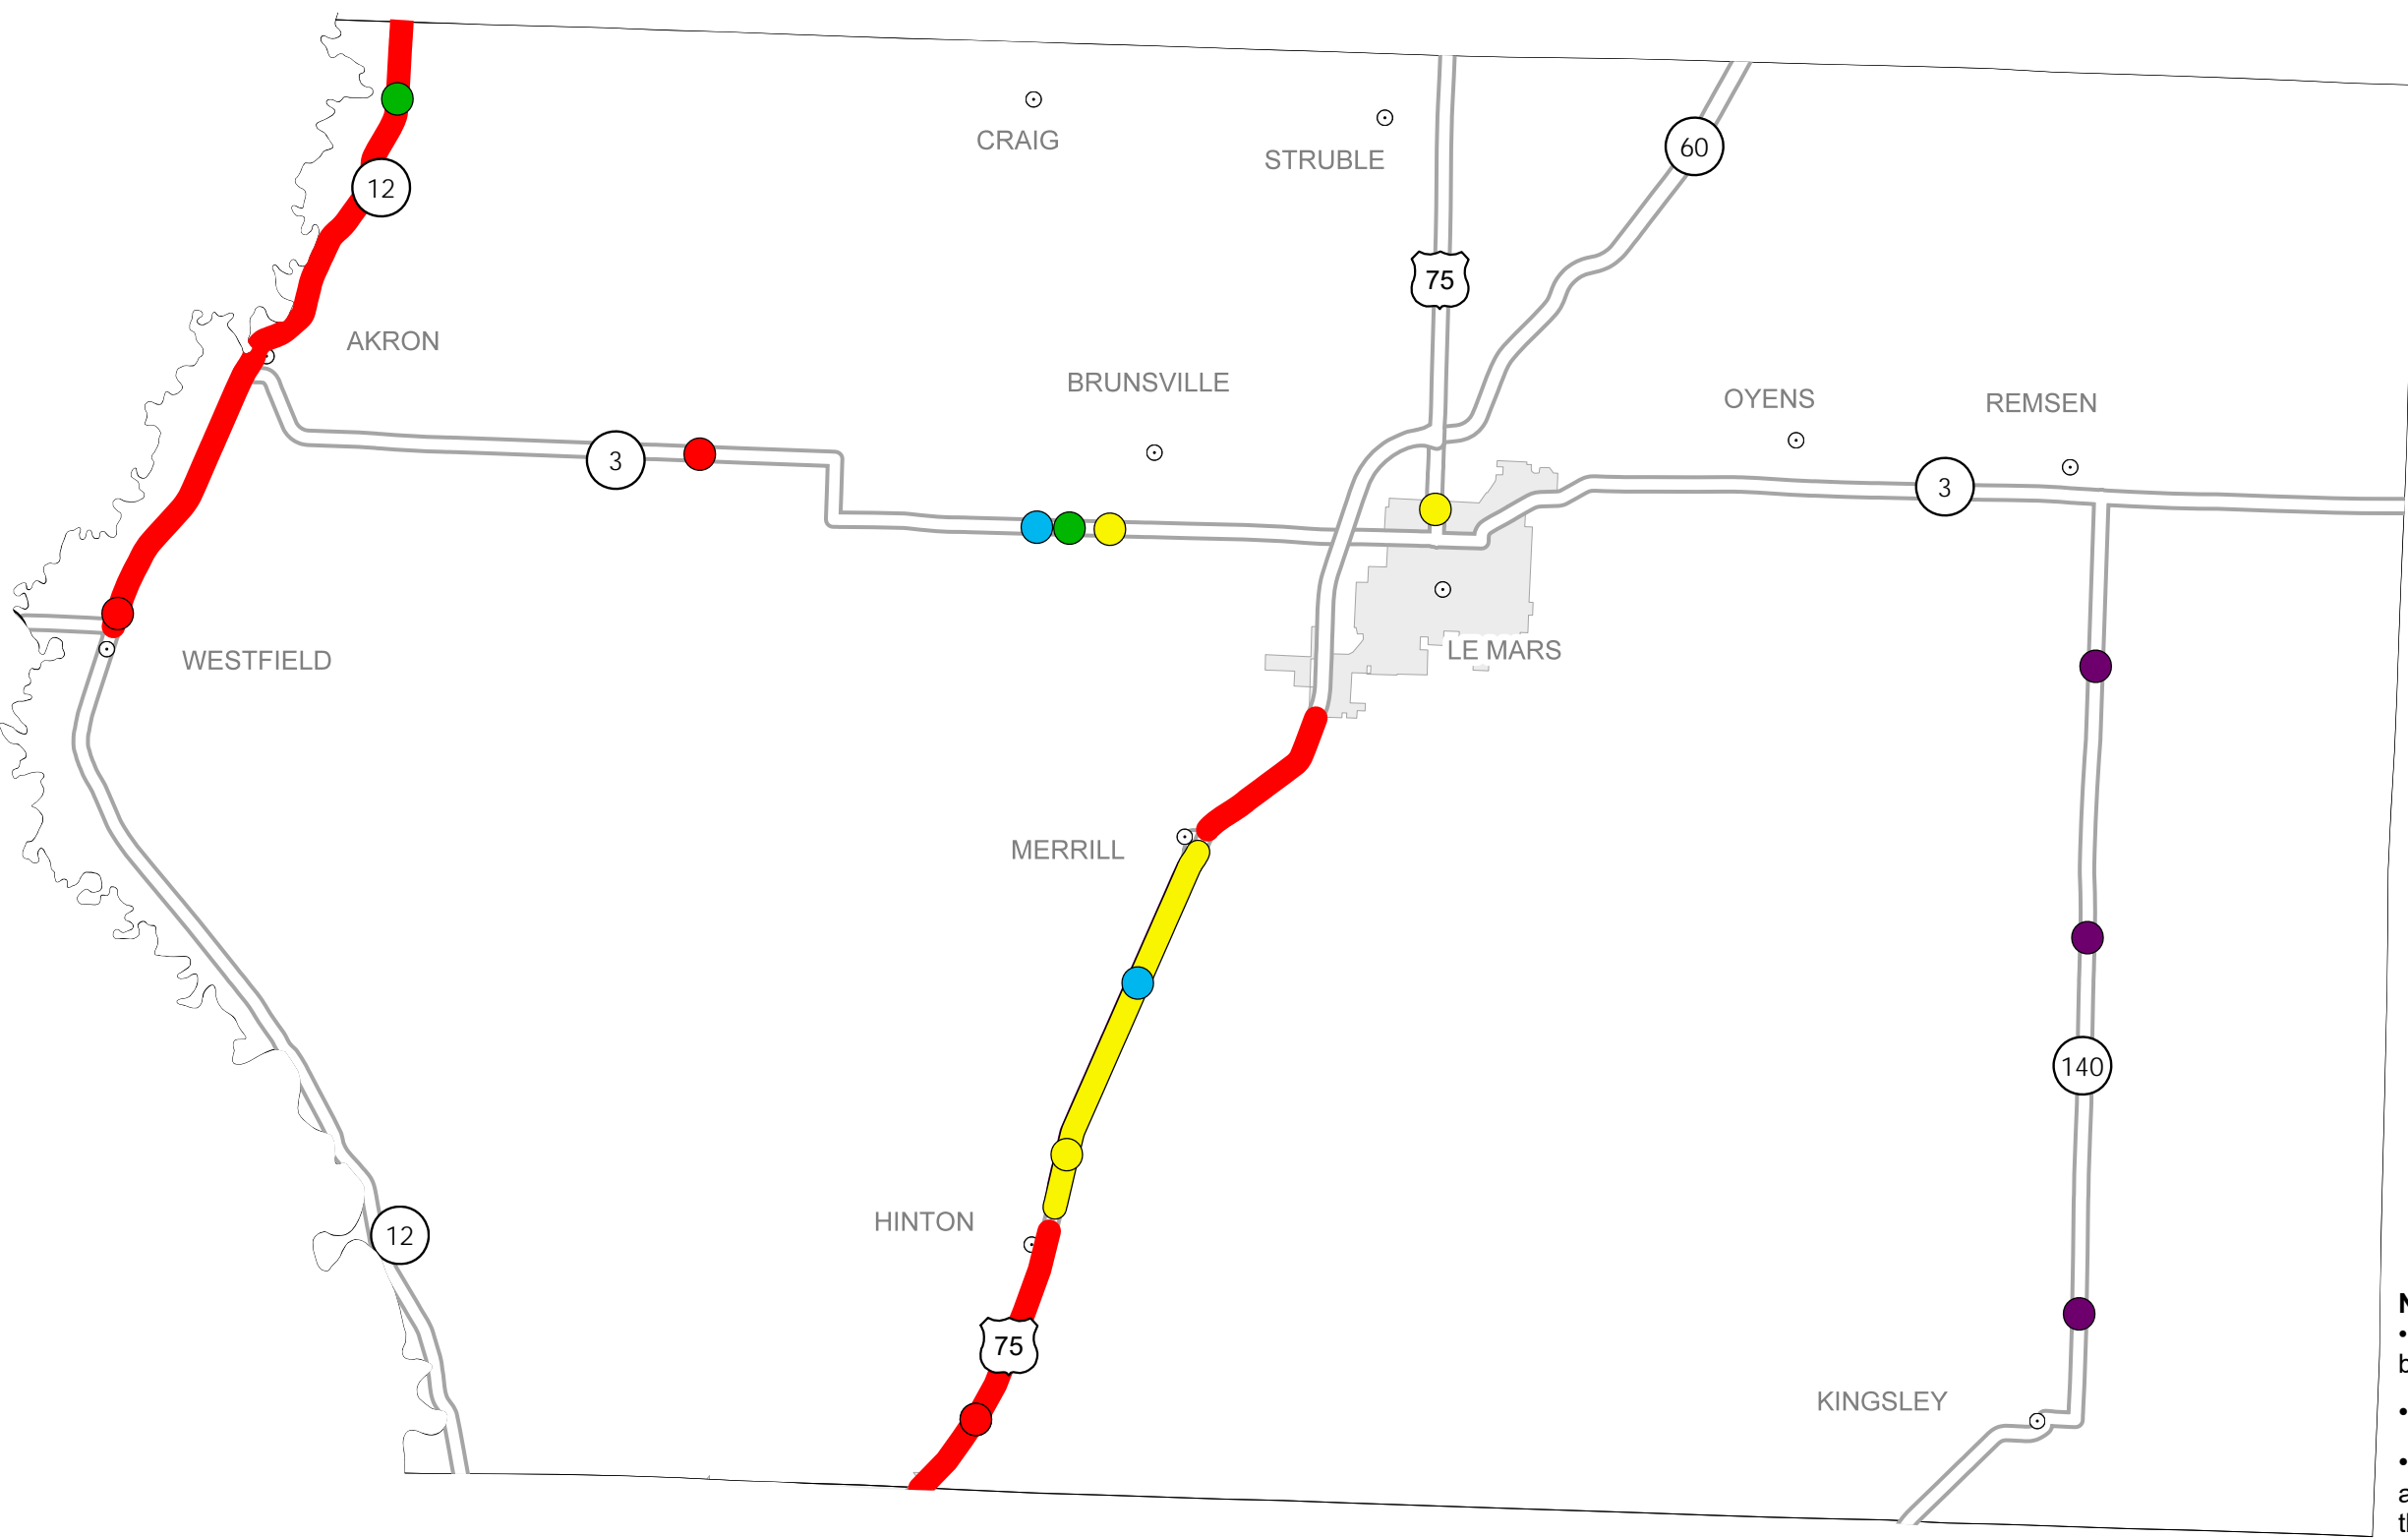 CRAIG
STRUBLE
60
12
75
AKRON
BRUNSVILLE
OYENS
REMSEN
3
3
WESTFIELD
LE MARS
MERRILL
140
HINTON
12
75
KINGSLEY